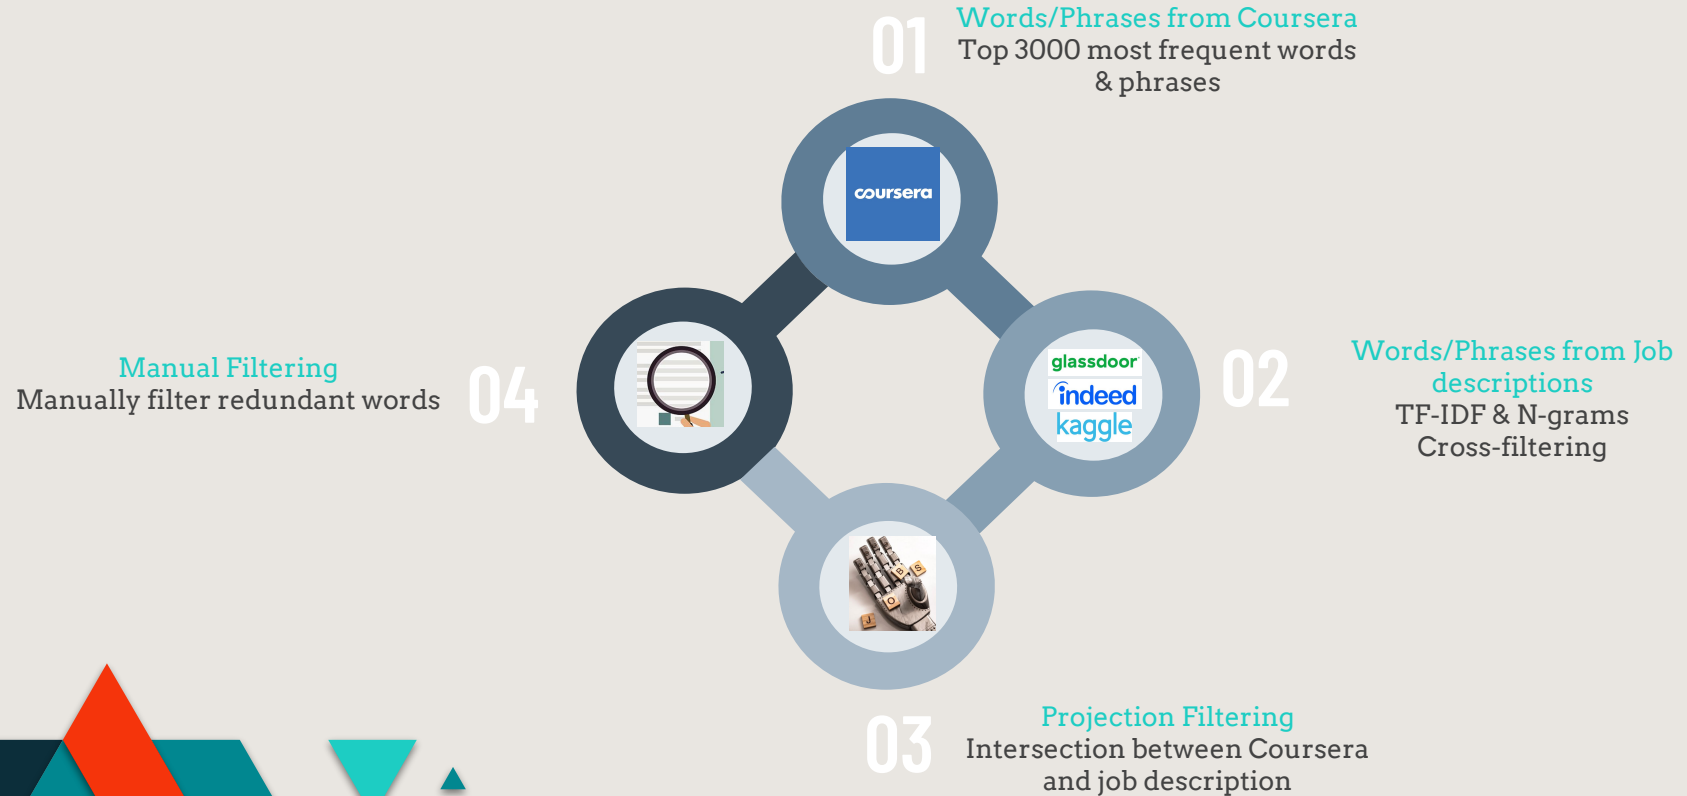 01
Words/Phrases from Coursera
Top 3000 most frequent words
& phrases
coursera
Manual Filtering
Manually filter redundant words
04
glassdoor
indeed
kaggle
02
Words/Phrases from Job
descriptions
TF-IDF & N-grams
Cross-filtering
B
S
O
J
03
Projection Filtering
Intersection between Coursera
and job description